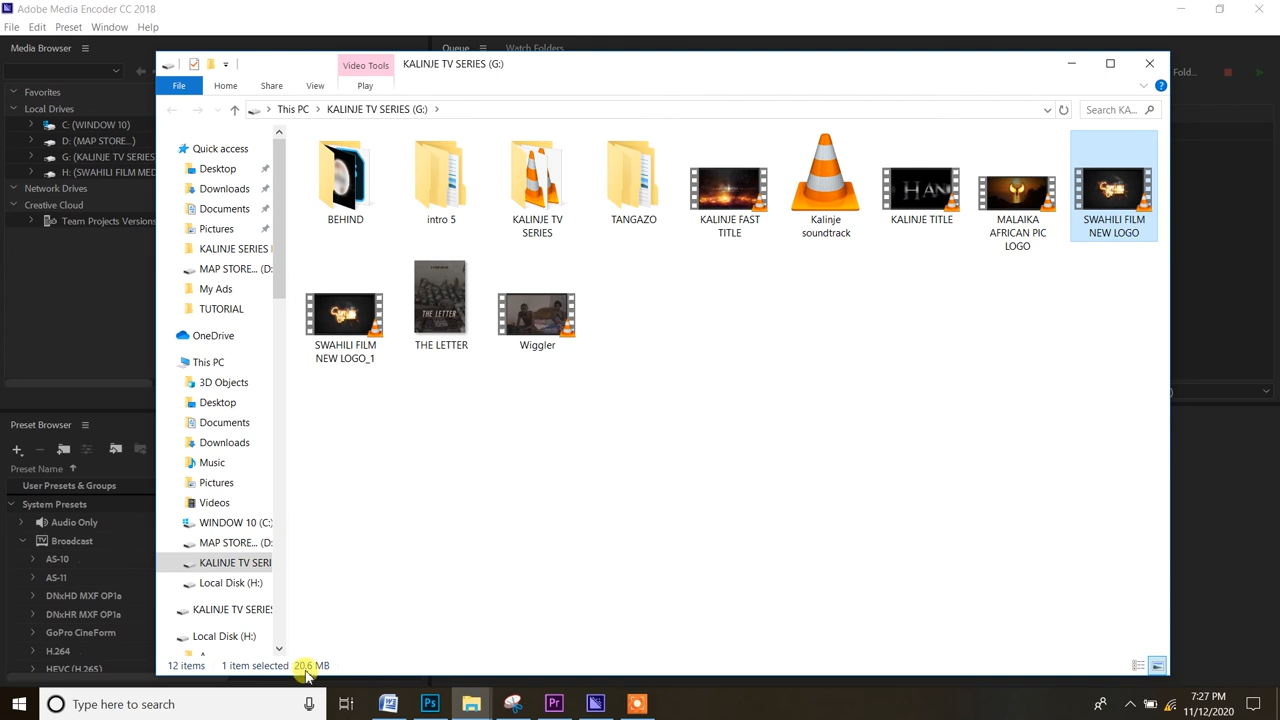 Adobe Media Encoder CC 2018
File Edit Preset Window Help
Media Browser
Queue Watch Folders
Video Tools KALINJE TV SERIES (G:)
File Home Share View Play
This PC KALINJE TV SERIES (G:) Search KA...
Fold...
Favorites
Local Drives
C: (WINDOW 10)
D: (MAP STORE...)
G: (KALINJE TV SERIES
H: (SWAHILI FILM MED
Network Drives
Creative Cloud
Team Projects Versions
Quick access
Desktop
Downloads
Documents
Pictures
KALINJE SERIES
MAP STORE... (D:
My Ads
TUTORIAL
OneDrive
This PC
3D Objects
Desktop
Documents
Downloads
Music
Pictures
Videos
WINDOW 10 (C:)
MAP STORE... (D:
KALINJE TV SERI
Local Disk (H:)
KALINJE TV SERIES
Local Disk (H:)
BEHIND
intro 5
KALINJE TV
SERIES
TANGAZO
KALINJE FAST
TITLE
Kalinje
soundtrack
HAN
KALINJE TITLE
MALAIKA
AFRICAN PIC
LOGO
SWAHILI FILM
NEW LOGO
SWAHILI FILM
NEW LOGO_1
THE LETTER
THE LETTER
Wiggler
Preset Browser
Preset Name
User Presets & Groups
System Presets
Audio Only
Broadcast
AS-10
AS-11
DNxHD MXF OP1a
DNxHR MXF OP1a
GoPro CineForm
H.264
HEVC (H.265)
12 items 1 item selected 20.6 MB
Type here to search
7:27 PM
11/12/2020